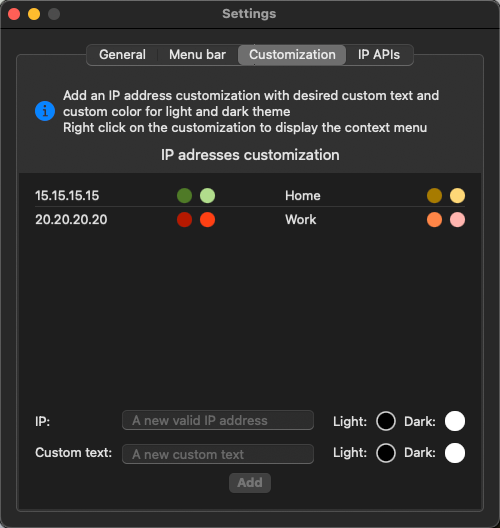 Settings
General Menu bar Customization IP APIs
Add an IP address customization with desired custom text and
custom color for light and dark theme
Right click on the customization to display the context menu
IP adresses customization
15.15.15.15 Home
20.20.20.20 Work
IP: A new valid IP address Light: Dark:
Custom text: A new custom text Light: Dark:
Add